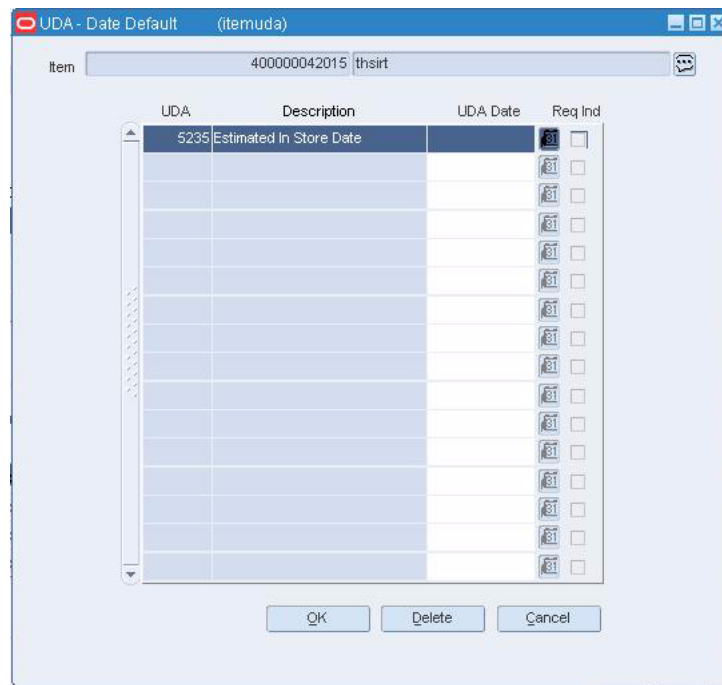 UDA - Date Default (itemuda)
Item 400000042015 thsirt
UDA Description UDA Date Req Ind
5235 Estimated In Store Date
OK Delete Cancel